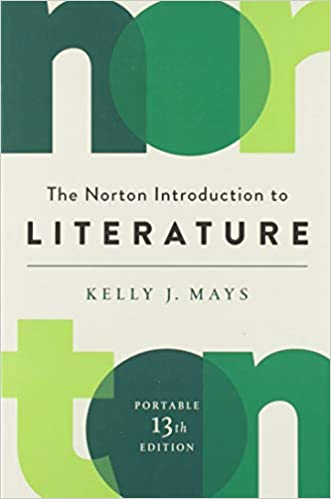 nor
The Norton Introduction to
LITERATURE
KELLY J. MAYS
ton
PORTABLE
13th
EDITION